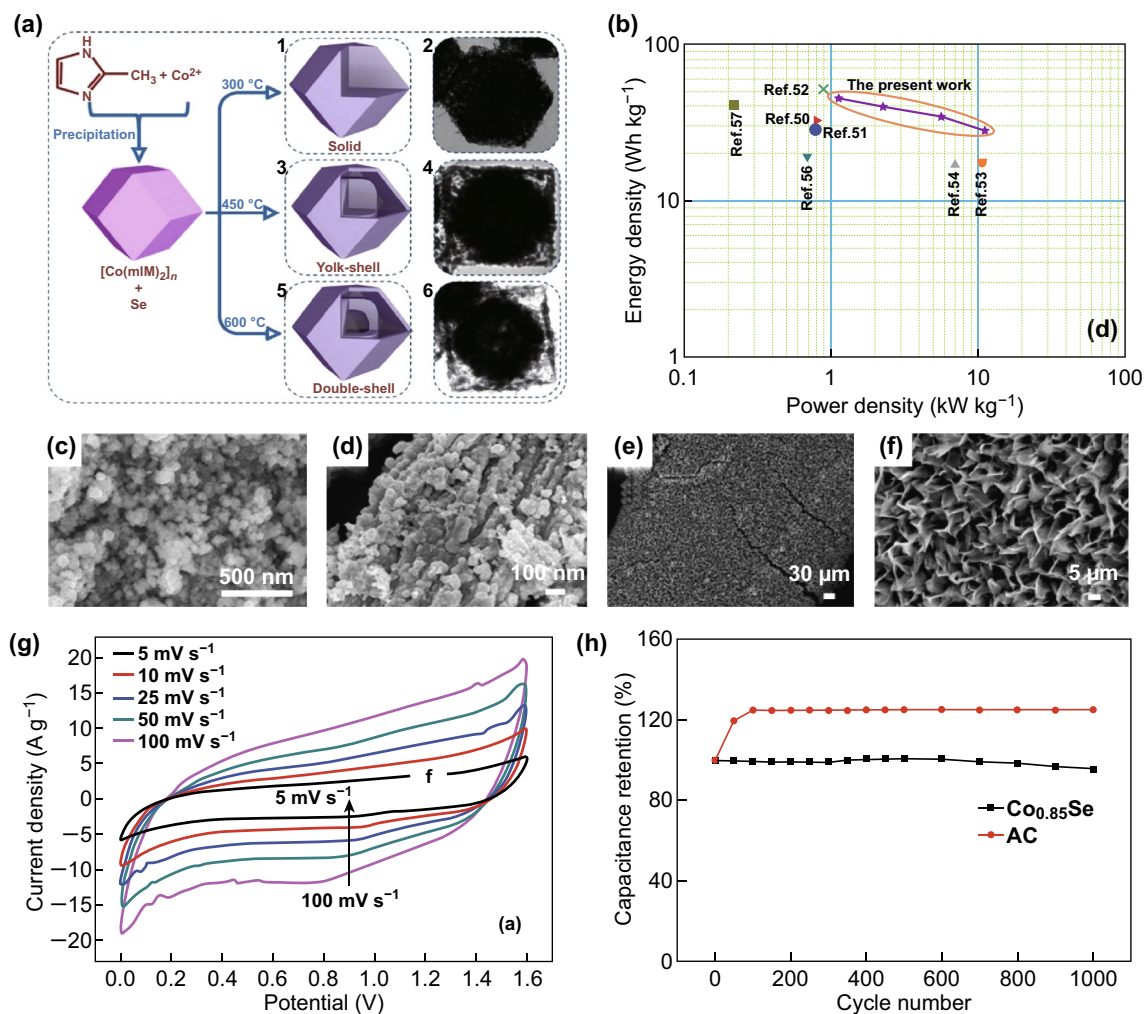 (a)
H
N
N
CH₃ + Co²⁺
Precipitation
[Co(mIM)₂]ₙ
+
Se
300 °C
450 °C
600 °C
1
Solid
2
3
Yolk-shell
4
5
Double-shell
6
(b)
Energy density (Wh kg⁻¹)
100
10
1
0.1
1
10
100
Power density (kW kg⁻¹)
Ref.57
Ref.52
Ref.50
Ref.51
Ref.56
The present work
Ref.54
Ref.53
(d)
(c)
500 nm
(d)
100 nm
(e)
30 μm
(f)
5 μm
(g)
Current density (A g⁻¹)
20
15
10
5
0
−5
−10
−15
−20
5 mV s⁻¹
10 mV s⁻¹
25 mV s⁻¹
50 mV s⁻¹
100 mV s⁻¹
f
5 mV s⁻¹
100 mV s⁻¹
(a)
0.0 0.2 0.4 0.6 0.8 1.0 1.2 1.4 1.6
Potential (V)
(h)
Capacitance retention (%)
160
120
80
40
0
Co₀.₈₅Se
AC
0 200 400 600 800 1000
Cycle number